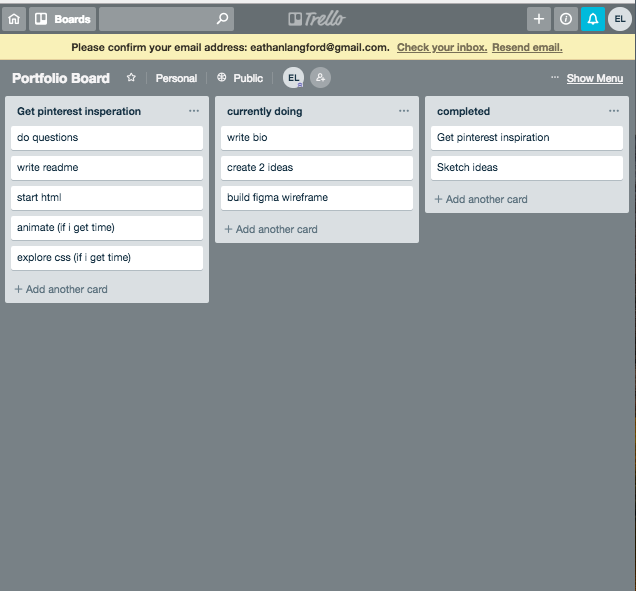 Boards
Trello
EL
Please confirm your email address: eathanlangford@gmail.com. Check your inbox. Resend email.
Portfolio Board
Personal
Public
EL
... Show Menu
Get pinterest insperation ...
do questions
write readme
start html
animate (if i get time)
explore css (if i get time)
+ Add another card
currently doing ...
write bio
create 2 ideas
build figma wireframe
+ Add another card
completed ...
Get pinterest inspiration
Sketch ideas
+ Add another card